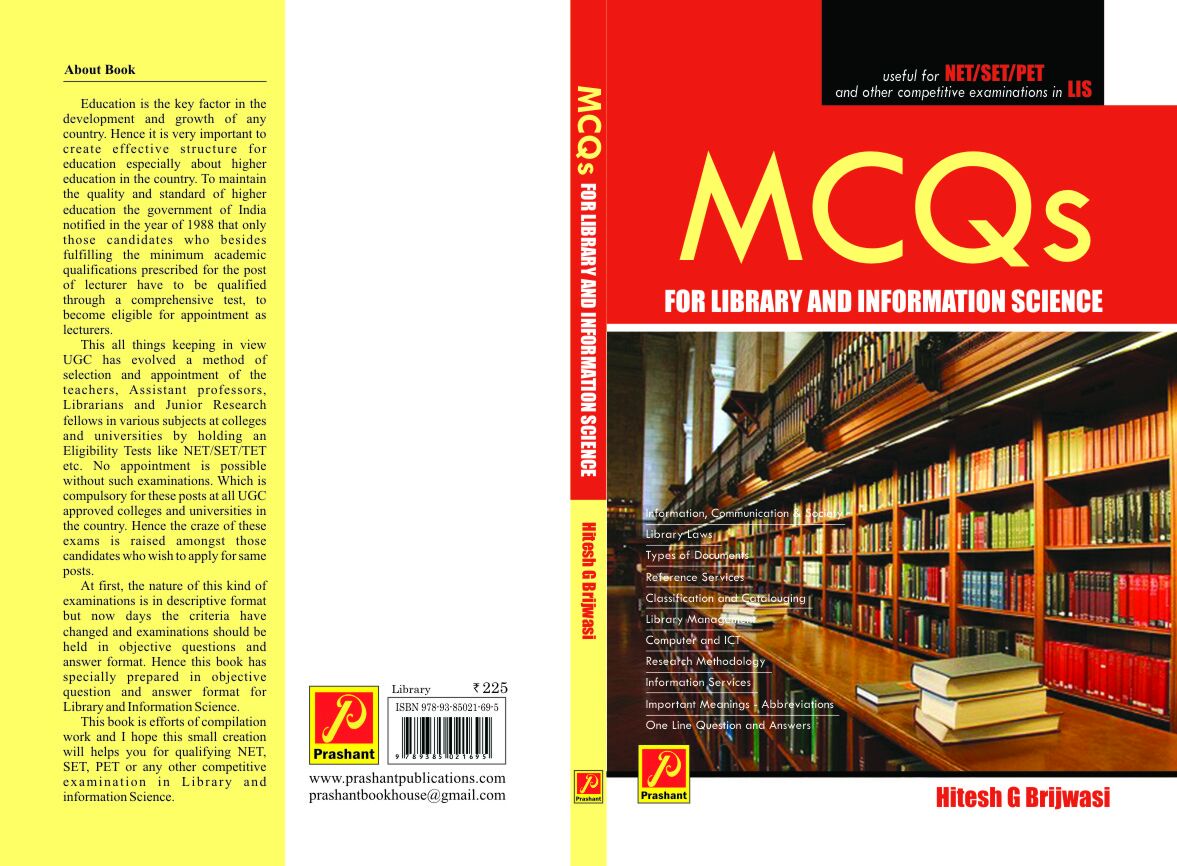 About Book
Education is the key factor in the
development and growth of any
country. Hence it is very important to
create effective structure for
education especially about higher
education in the country. To maintain
the quality and standard of higher
education the government of India
notified in the year of 1988 that only
those candidates who besides
fulfilling the minimum academic
qualifications prescribed for the post
of lecturer have to be qualified
through a comprehensive test, to
become eligible for appointment as
lecturers.
This all things keeping in view
UGC has evolved a method of
selection and appointment of the
teachers, Assistant professors,
Librarians and Junior Research
fellows in various subjects at colleges
and universities by holding an
Eligibility Tests like NET/SET/TET
etc. No appointment is possible
without such examinations. Which is
compulsory for these posts at all UGC
approved colleges and universities in
the country. Hence the craze of these
exams is raised amongst those
candidates who wish to apply for same
posts.
At first, the nature of this kind of
examinations is in descriptive format
but now days the criteria have
changed and examinations should be
held in objective questions and
answer format. Hence this book has
specially prepared in objective
question and answer format for
Library and Information Science.
This book is efforts of compilation
work and I hope this small creation
will helps you for qualifying NET,
SET, PET or any other competitive
examination in Library and
information Science.
Prashant
Library ₹ 225
ISBN 978-93-85021-69-5
9 789385 021695
www.prashantpublications.com
prashantbookhouse@gmail.com
MCQs FOR LIBRARY AND INFORMATION SCIENCE
Hitesh G Brijwasi
Prashant
useful for NET/SET/PET
and other competitive examinations in LIS
MCQs
FOR LIBRARY AND INFORMATION SCIENCE
Information, Communication & Society
Library Laws
Types of Documents
Reference Services
Classification and Catalouging
Library Management
Computer and ICT
Research Methodology
Information Services
Important Meanings - Abbreviations
One Line Question and Answers
Prashant
Hitesh G Brijwasi